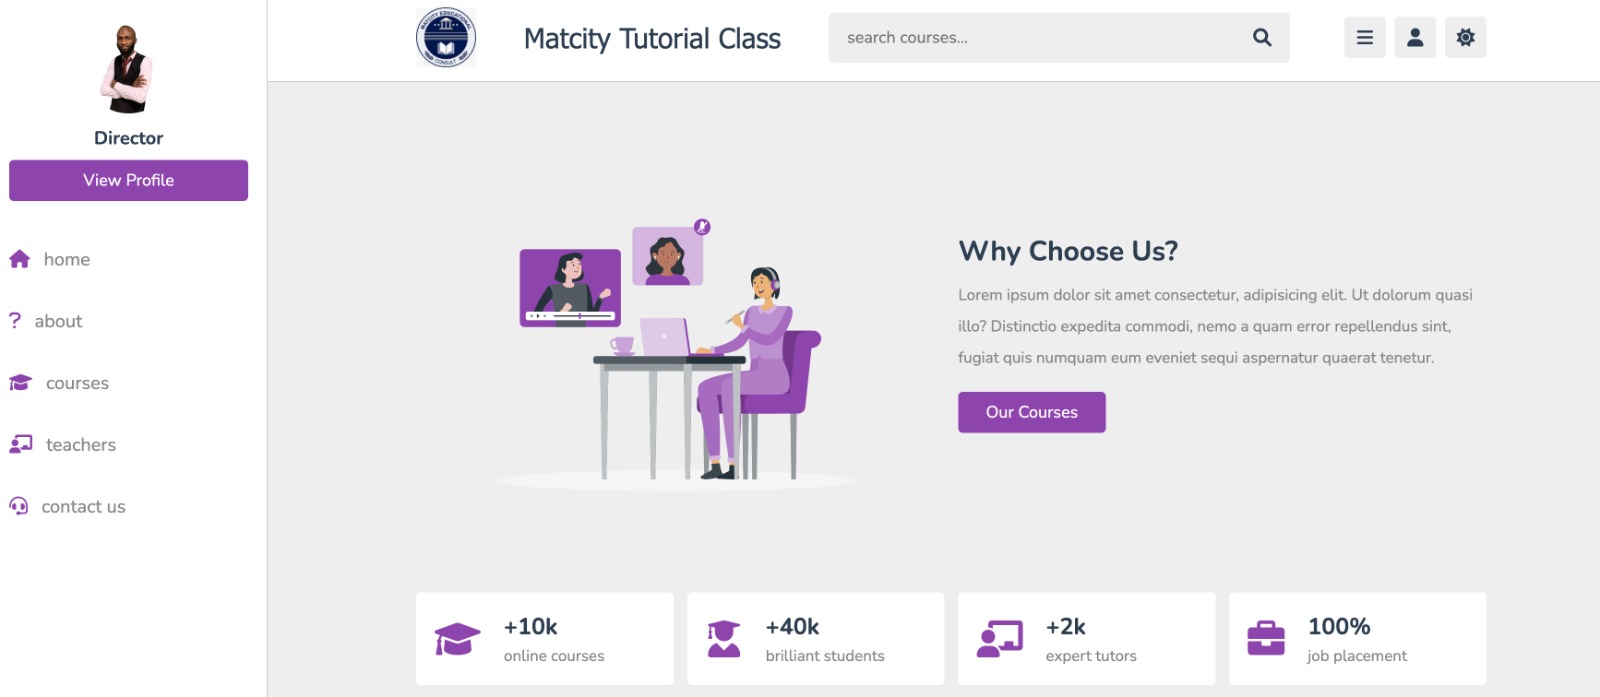 Director
View Profile
home
about
courses
teachers
contact us
MATCITY EDUCATIONAL
CONSULT
Matcity Tutorial Class
search courses...
Why Choose Us?
Lorem ipsum dolor sit amet consectetur, adipisicing elit. Ut dolorum quasi
illo? Distinctio expedita commodi, nemo a quam error repellendus sint,
fugiat quis numquam eum eveniet sequi aspernatur quaerat tenetur.
Our Courses
+10k
online courses
+40k
brilliant students
+2k
expert tutors
100%
job placement